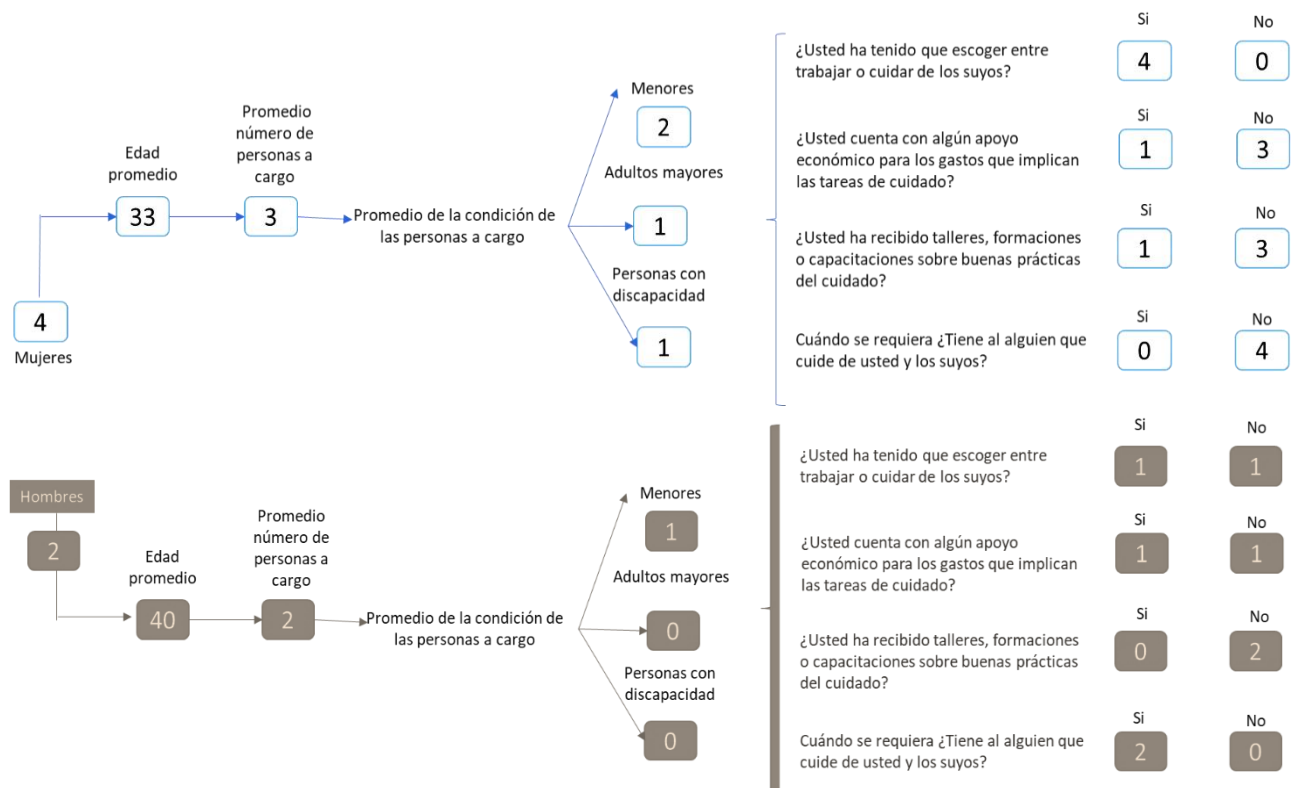 Mujeres
4
Edad
promedio
33
Promedio
número de
personas a
cargo
3
Promedio de la condición de
las personas a cargo
Menores
2
Adultos mayores
1
Personas con
discapacidad
1
Si No
¿Usted ha tenido que escoger entre
trabajar o cuidar de los suyos?
4 0
Si No
¿Usted cuenta con algún apoyo
económico para los gastos que implican
las tareas de cuidado?
1 3
Si No
¿Usted ha recibido talleres, formaciones
o capacitaciones sobre buenas prácticas
del cuidado?
1 3
Si No
Cuándo se requiera ¿Tiene al alguien que
cuide de usted y los suyos?
0 4
Hombres
2
Edad
promedio
40
Promedio
número de
personas a
cargo
2
Promedio de la condición de
las personas a cargo
Menores
1
Adultos mayores
0
Personas con
discapacidad
0
Si No
¿Usted ha tenido que escoger entre
trabajar o cuidar de los suyos?
1 1
Si No
¿Usted cuenta con algún apoyo
económico para los gastos que implican
las tareas de cuidado?
1 1
Si No
¿Usted ha recibido talleres, formaciones
o capacitaciones sobre buenas prácticas
del cuidado?
0 2
Si No
Cuándo se requiera ¿Tiene al alguien que
cuide de usted y los suyos?
2 0